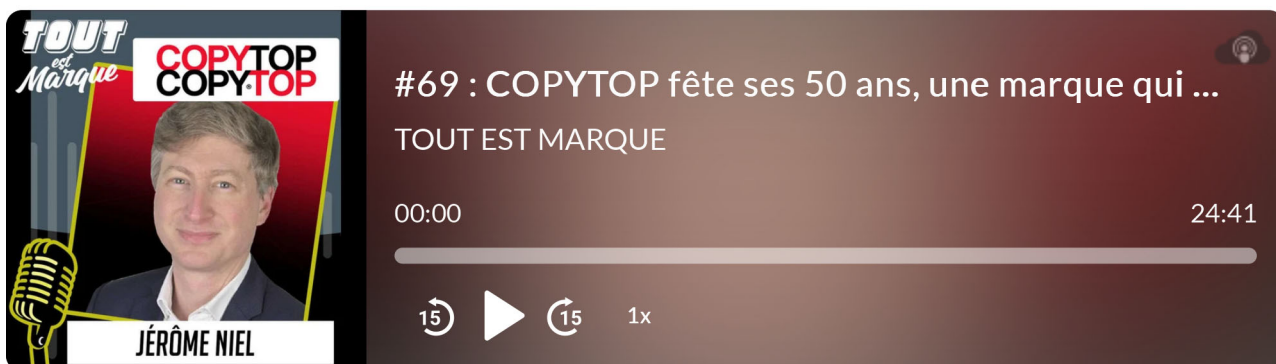 TOUT
est
Marque
COPYTOP
COPYTOP
JÉRÔME NIEL
#69 : COPYTOP fête ses 50 ans, une marque qui ...
TOUT EST MARQUE
00:00
24:41
15
15
1x